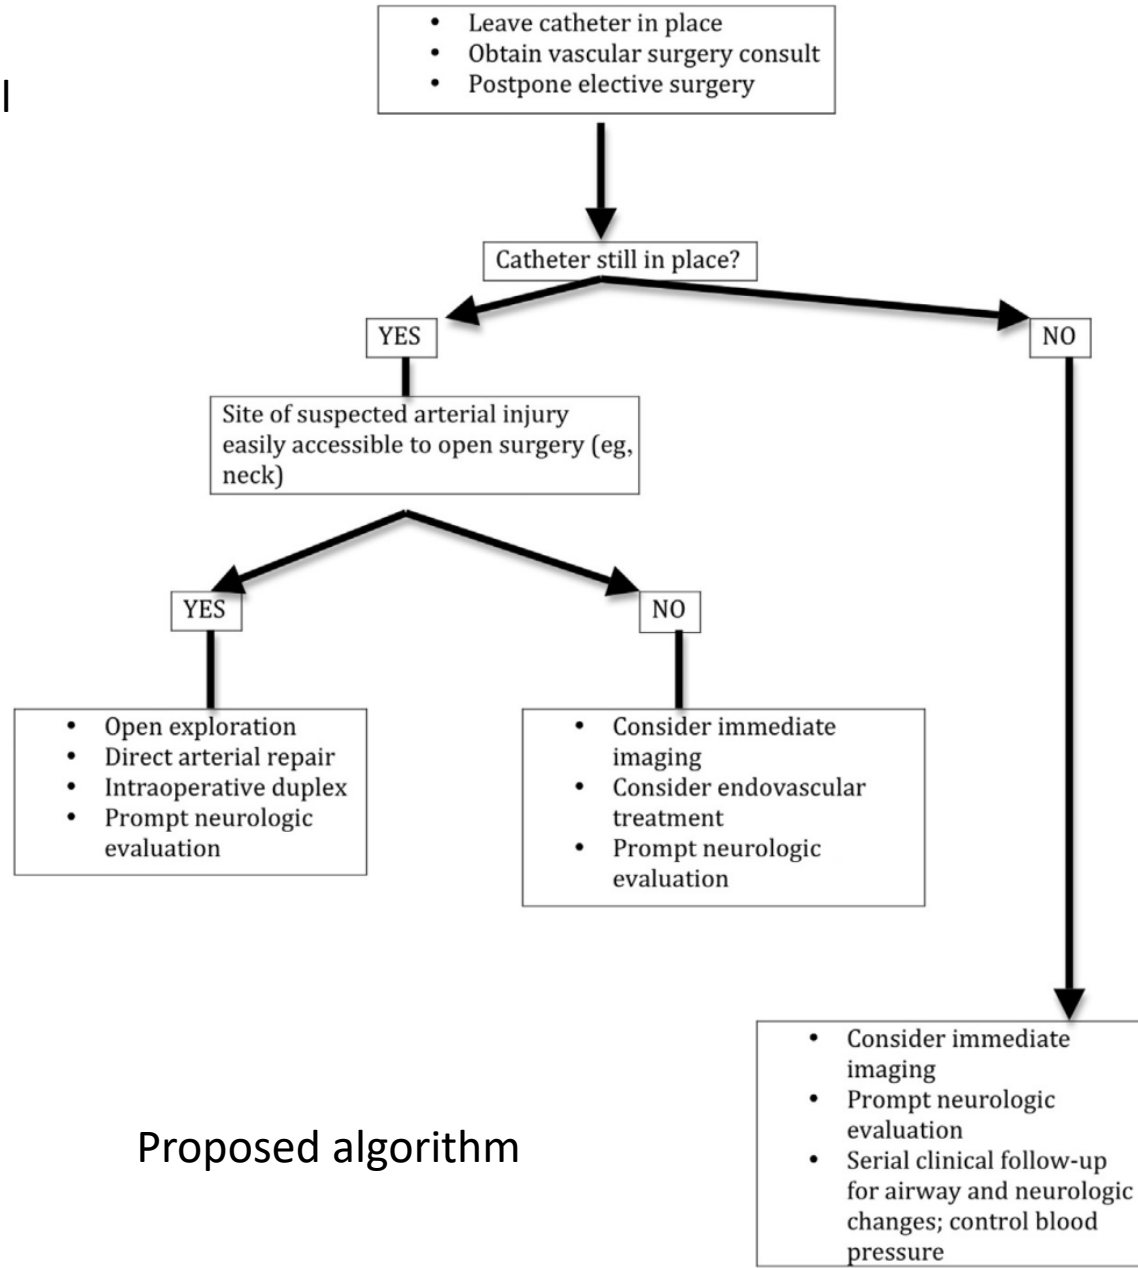 • Leave catheter in place
• Obtain vascular surgery consult
• Postpone elective surgery
l
Catheter still in place?
YES
NO
Site of suspected arterial injury
easily accessible to open surgery (eg,
neck)
YES
NO
• Open exploration
• Direct arterial repair
• Intraoperative duplex
• Prompt neurologic
evaluation
• Consider immediate
imaging
• Consider endovascular
treatment
• Prompt neurologic
evaluation
• Consider immediate
imaging
• Prompt neurologic
evaluation
• Serial clinical follow-up
for airway and neurologic
changes; control blood
pressure
Proposed algorithm